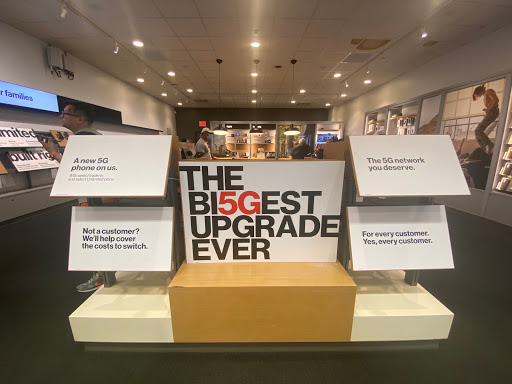 r families
A new 5G
phone on us.
THE
BI5GEST
UPGRADE
EVER
The 5G network
you deserve.
Not a customer?
We'll help cover
the costs to switch.
For every customer.
Yes, every customer.